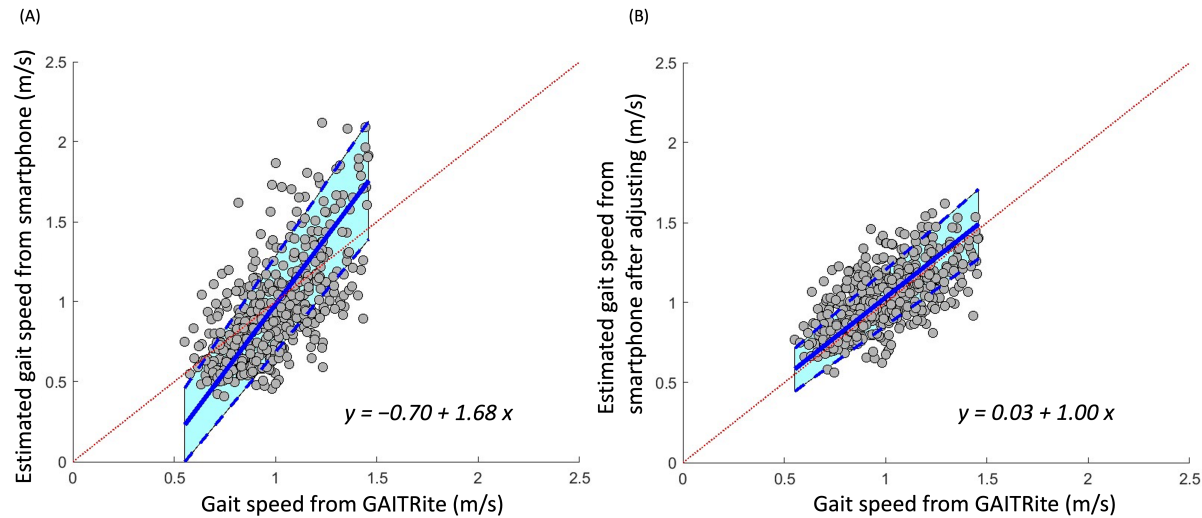 (A)
Estimated gait speed from smartphone (m/s)
2.5
2
1.5
1
0.5
0
0
0.5
1
1.5
2
2.5
y = −0.70 + 1.68 x
Gait speed from GAITRite (m/s)
(B)
Estimated gait speed from
smartphone after adjusting (m/s)
2.5
2
1.5
1
0.5
0
0
0.5
1
1.5
2
2.5
y = 0.03 + 1.00 x
Gait speed from GAITRite (m/s)